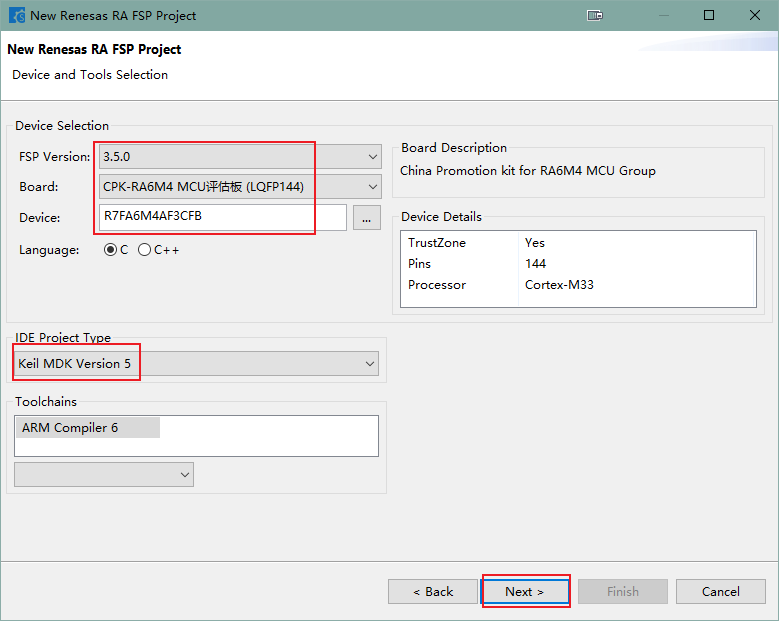 New Renesas RA FSP Project
New Renesas RA FSP Project
Device and Tools Selection
Device Selection
FSP Version: 3.5.0
Board: CPK-RA6M4 MCU评估板 (LQFP144)
Device: R7FA6M4AF3CFB ...
Language: C C++
Board Description
China Promotion kit for RA6M4 MCU Group
Device Details
TrustZone Yes
Pins 144
Processor Cortex-M33
IDE Project Type
Keil MDK Version 5
Toolchains
ARM Compiler 6
< Back Next > Finish Cancel